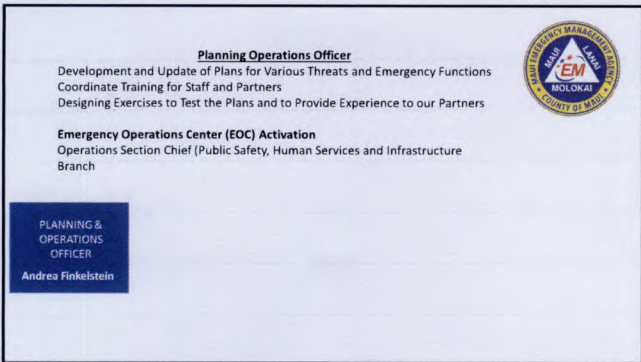 Planning Operations Officer
Development and Update of Plans for Various Threats and Emergency Functions
Coordinate Training for Staff and Partners
Designing Exercises to Test the Plans and to Provide Experience to our Partners
Emergency Operations Center (EOC) Activation
Operations Section Chief (Public Safety, Human Services and Infrastructure
Branch
MAUI EMERGENCY MANAGEMENT AGENCY
MAUI
LANAI
EM
MOLOKAI
COUNTY OF MAUI
PLANNING &
OPERATIONS
OFFICER
Andrea Finkelstein